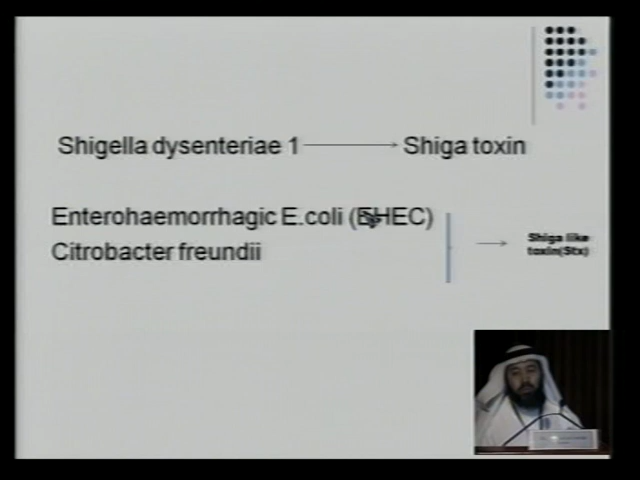 Shigella dysenteriae 1 Shiga toxin
Enterohaemorrhagic E.coli (EHEC)
Citrobacter freundii
Shiga like
toxin(Stx)